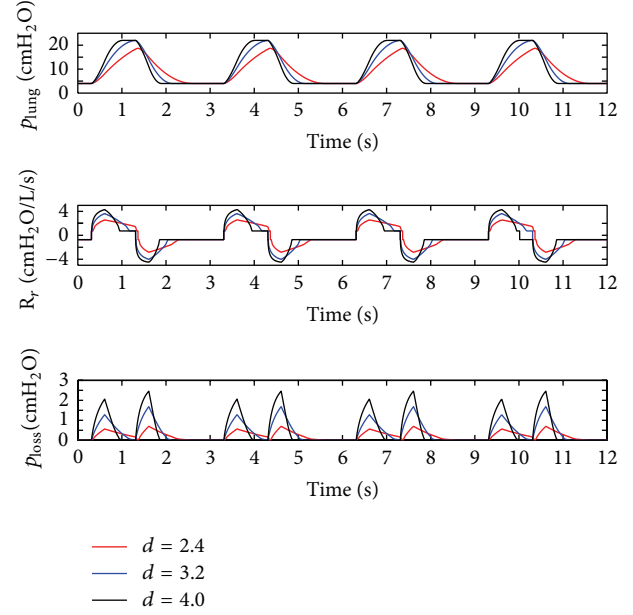 20
10
0
p_lung (cmH₂O)
0 1 2 3 4 5 6 7 8 9 10 11 12
Time (s)
4
0
−4
R_r (cmH₂O/L/s)
0 1 2 3 4 5 6 7 8 9 10 11 12
Time (s)
3
2
1
0
p_loss(cmH₂O)
0 1 2 3 4 5 6 7 8 9 10 11 12
Time (s)
d = 2.4
d = 3.2
d = 4.0